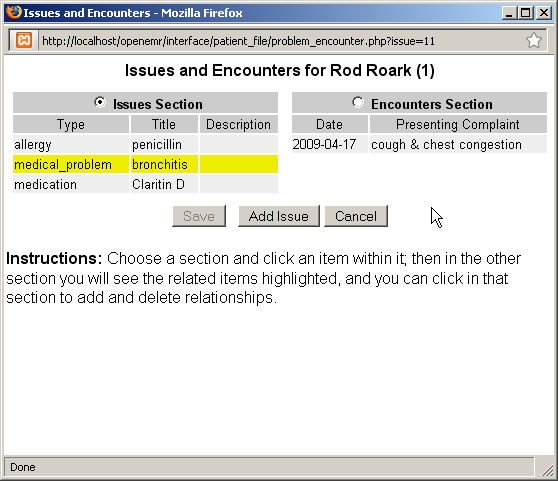 Issues and Encounters - Mozilla Firefox
http://localhost/openemr/interface/patient_file/problem_encounter.php?issue=11
Issues and Encounters for Rod Roark (1)
Issues Section
Type Title Description
allergy penicillin
medical_problem bronchitis
medication Claritin D
Encounters Section
Date Presenting Complaint
2009-04-17 cough & chest congestion
Save Add Issue Cancel
Instructions: Choose a section and click an item within it; then in the other
section you will see the related items highlighted, and you can click in that
section to add and delete relationships.
Done